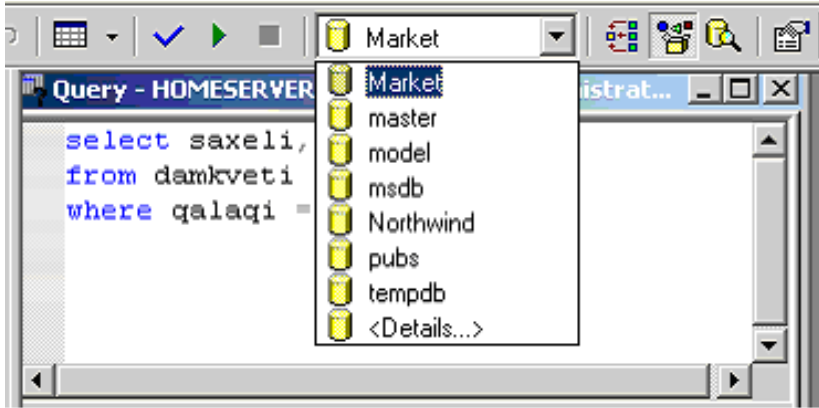 Market
Query - HOMESERVER
istrat...
Market
master
model
msdb
Northwind
pubs
tempdb
<Details...>
select saxeli,
from damkveti
where qalaqi =